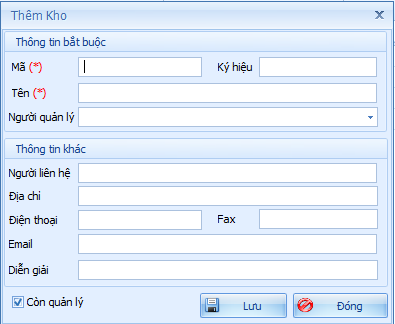 Thêm Kho
Thông tin bắt buộc
Mã (*) Ký hiệu
Tên (*)
Người quản lý
Thông tin khác
Người liên hệ
Địa chỉ
Điện thoại Fax
Email
Diễn giải
Còn quản lý Lưu Đóng